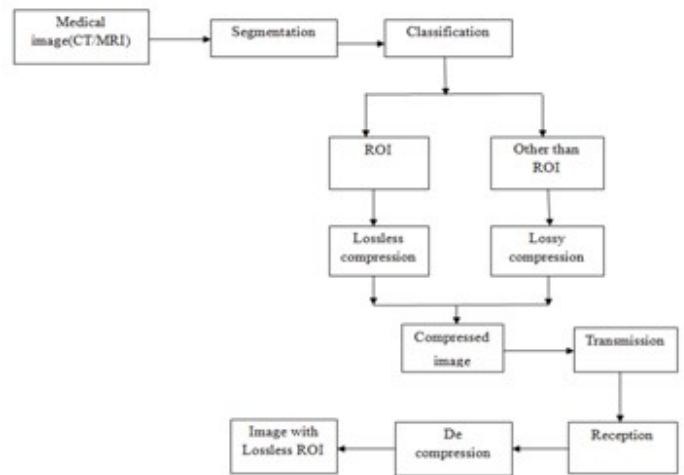 Medical
image(CT/MRI)
Segmentation
Classification
ROI
Other than
ROI
Lossless
compression
Lossy
compression
Compressed
image
Transmission
Reception
De
compression
Image with
Lossless ROI